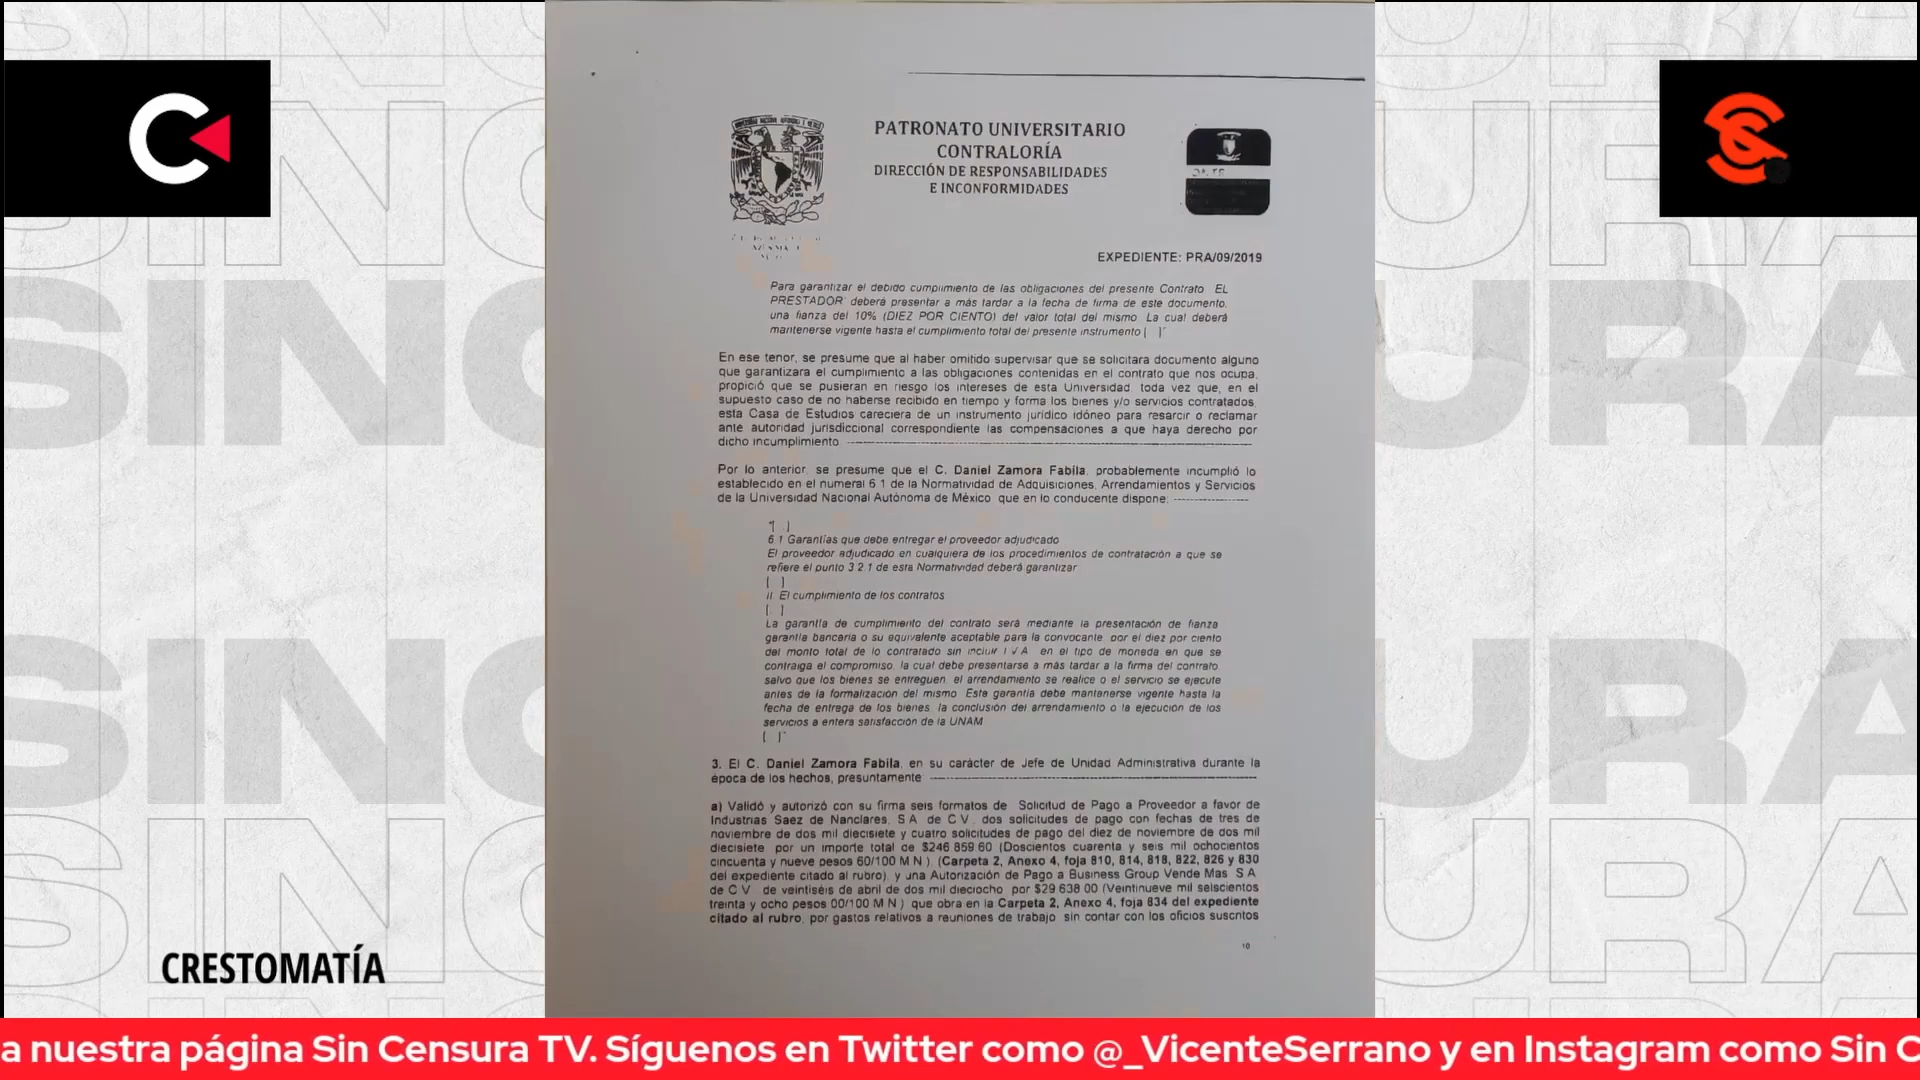 SINC
URA
PATRONATO UNIVERSITARIO
CONTRALORÍA
DIRECCIÓN DE RESPONSABILIDADES
E INCONFORMIDADES
EXPEDIENTE: PRA/09/2019
Para garantizar el debido cumplimiento de las obligaciones del presente Contrato EL
PRESTADOR" deberá presentar a más tardar a la fecha de firma de este documento,
una fianza del 10% (DIEZ POR CIENTO) del valor total del mismo. La cual deberá
mantenerse vigente hasta el cumplimiento total del presente instrumento [ ]"
En ese tenor, se presume que al haber omitido supervisar que se solicitara documento alguno
que garantizara el cumplimiento a las obligaciones contenidas en el contrato que nos ocupa,
propició que se pusieran en riesgo los intereses de esta Universidad, toda vez que, en el
supuesto caso de no haberse recibido en tiempo y forma los bienes y/o servicios contratados,
esta Casa de Estudios careciera de un instrumento jurídico idóneo para resarcir o reclamar
ante autoridad jurisdiccional correspondiente las compensaciones a que haya derecho por
dicho incumplimiento
Por lo anterior, se presume que el C. Daniel Zamora Fabila, probablemente incumplió lo
establecido en el numeral 6.1 de la Normatividad de Adquisiciones, Arrendamientos y Servicios
de la Universidad Nacional Autónoma de México que en lo conducente dispone:
"[ ]
6.1 Garantías que debe entregar el proveedor adjudicado
El proveedor adjudicado en cualquiera de los procedimientos de contratación a que se
refiere el punto 3.2.1 de esta Normatividad deberá garantizar
[ ]
II. El cumplimiento de los contratos
[ ]
La garantía de cumplimiento del contrato será mediante la presentación de fianza
garantía bancaria o su equivalente aceptable para la convocante, por el diez por ciento
del monto total de lo contratado sin incluir I.V.A. en el tipo de moneda en que se
contraiga el compromiso, la cual debe presentarse a más tardar a la firma del contrato,
salvo que los bienes se entreguen, el arrendamiento se realice o el servicio se ejecute
antes de la formalización del mismo. Esta garantía debe mantenerse vigente hasta la
fecha de entrega de los bienes, la conclusión del arrendamiento o la ejecución de los
servicios a entera satisfacción de la UNAM
[ ]"
3. El C. Daniel Zamora Fabila, en su carácter de Jefe de Unidad Administrativa durante la
época de los hechos, presuntamente
a) Validó y autorizó con su firma seis formatos de Solicitud de Pago a Proveedor a favor de
Industrias Saez de Nanclares, S.A. de C.V. dos solicitudes de pago con fechas de tres de
noviembre de dos mil diecisiete y cuatro solicitudes de pago del diez de noviembre de dos mil
diecisiete por un importe total de $246 859.60 (Doscientos cuarenta y seis mil ochocientos
cincuenta y nueve pesos 60/100 M.N.), (Carpeta 2, Anexo 4, foja 810, 814, 818, 822, 826 y 830
del expediente citado al rubro) y una Autorización de Pago a Business Group Vende Mas S.A.
de C.V. de veintiséis de abril de dos mil dieciocho por $29 638.00 (Veintinueve mil seiscientos
treinta y ocho pesos 00/100 M.N.) que obra en la Carpeta 2, Anexo 4, foja 834 del expediente
citado al rubro, por gastos relativos a reuniones de trabajo sin contar con los oficios suscritos
10
CRESTOMATÍA
a nuestra página Sin Censura TV. Síguenos en Twitter como @_VicenteSerrano y en Instagram como Sin C